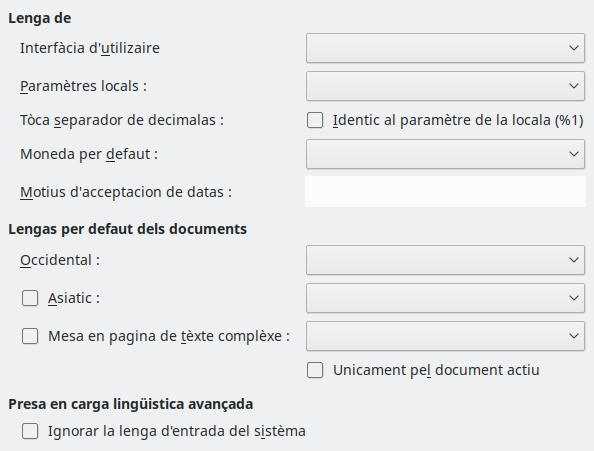 Lenga de
Interfàcia d'utilizaire
Paramètres locals :
Tòca separador de decimalas :
Identic al paramètre de la locala (%1)
Moneda per defaut :
Motius d'acceptacion de datas :
Lengas per defaut dels documents
Occidental :
Asiatic :
Mesa en pagina de tèxte complèxe :
Unicament pel document actiu
Presa en carga lingüistica avançada
Ignorar la lenga d'entrada del sistèma